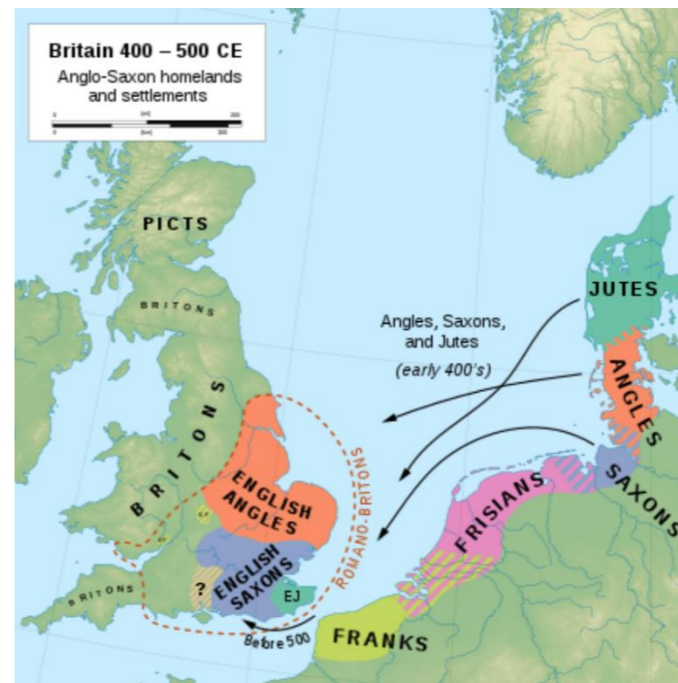 Britain 400 – 500 CE
Anglo-Saxon homelands
and settlements
PICTS
BRITONS
JUTES
Angles, Saxons,
and Jutes
(early 400's)
ANGLES
BRITONS
ENGLISH
ANGLES
ROMANO-BRITONS
FRISIANS
SAXONS
ENGLISH
SAXONS
?
EJ
BRITONS
Before 500
FRANKS